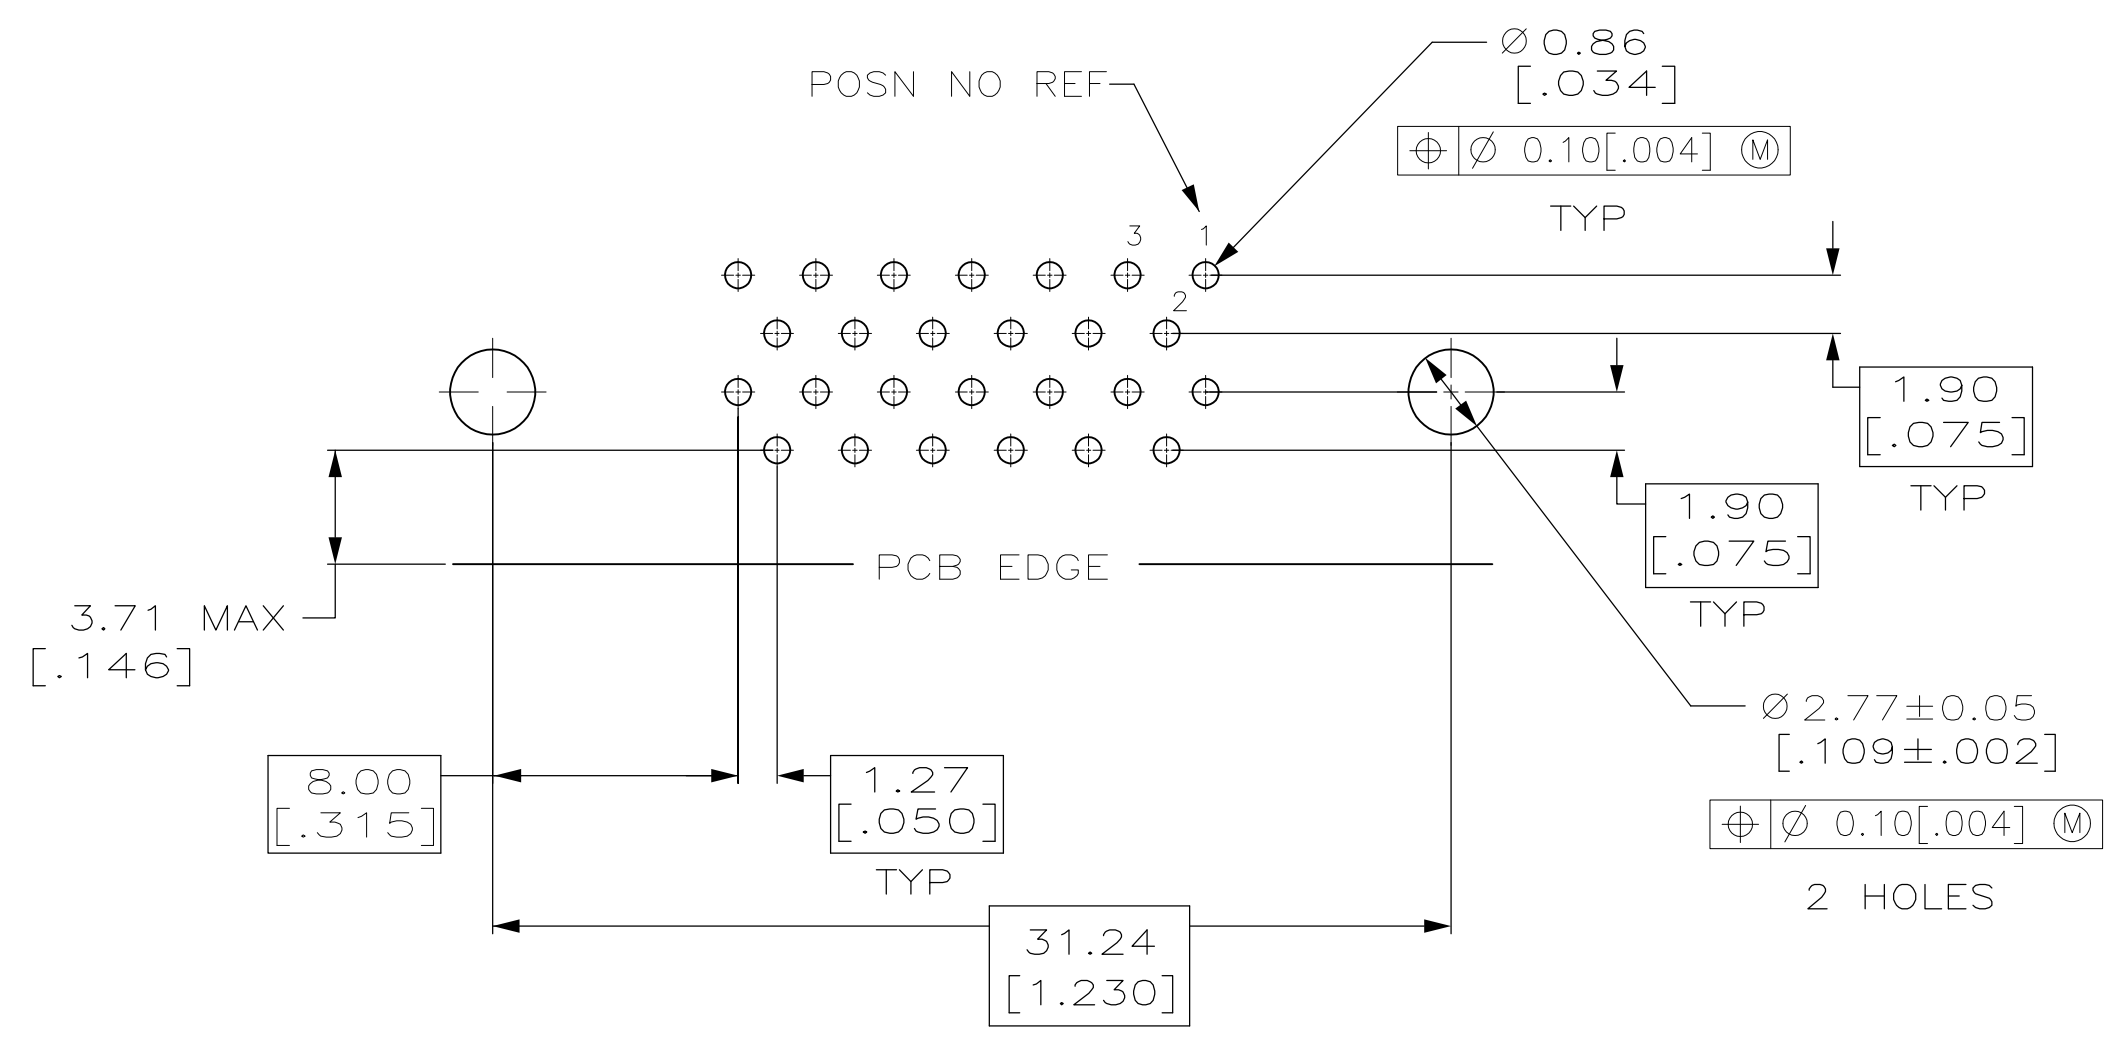 POSN NO REF
⌀0.86
[.034]
⌖ ⌀ 0.10[.004] Ⓜ
TYP
3
1
2
1.90
[.075]
TYP
1.90
[.075]
TYP
PCB EDGE
3.71 MAX
[.146]
⌀2.77±0.05
[.109±.002]
⌖ ⌀ 0.10[.004] Ⓜ
2 HOLES
8.00
[.315]
1.27
[.050]
TYP
31.24
[1.230]